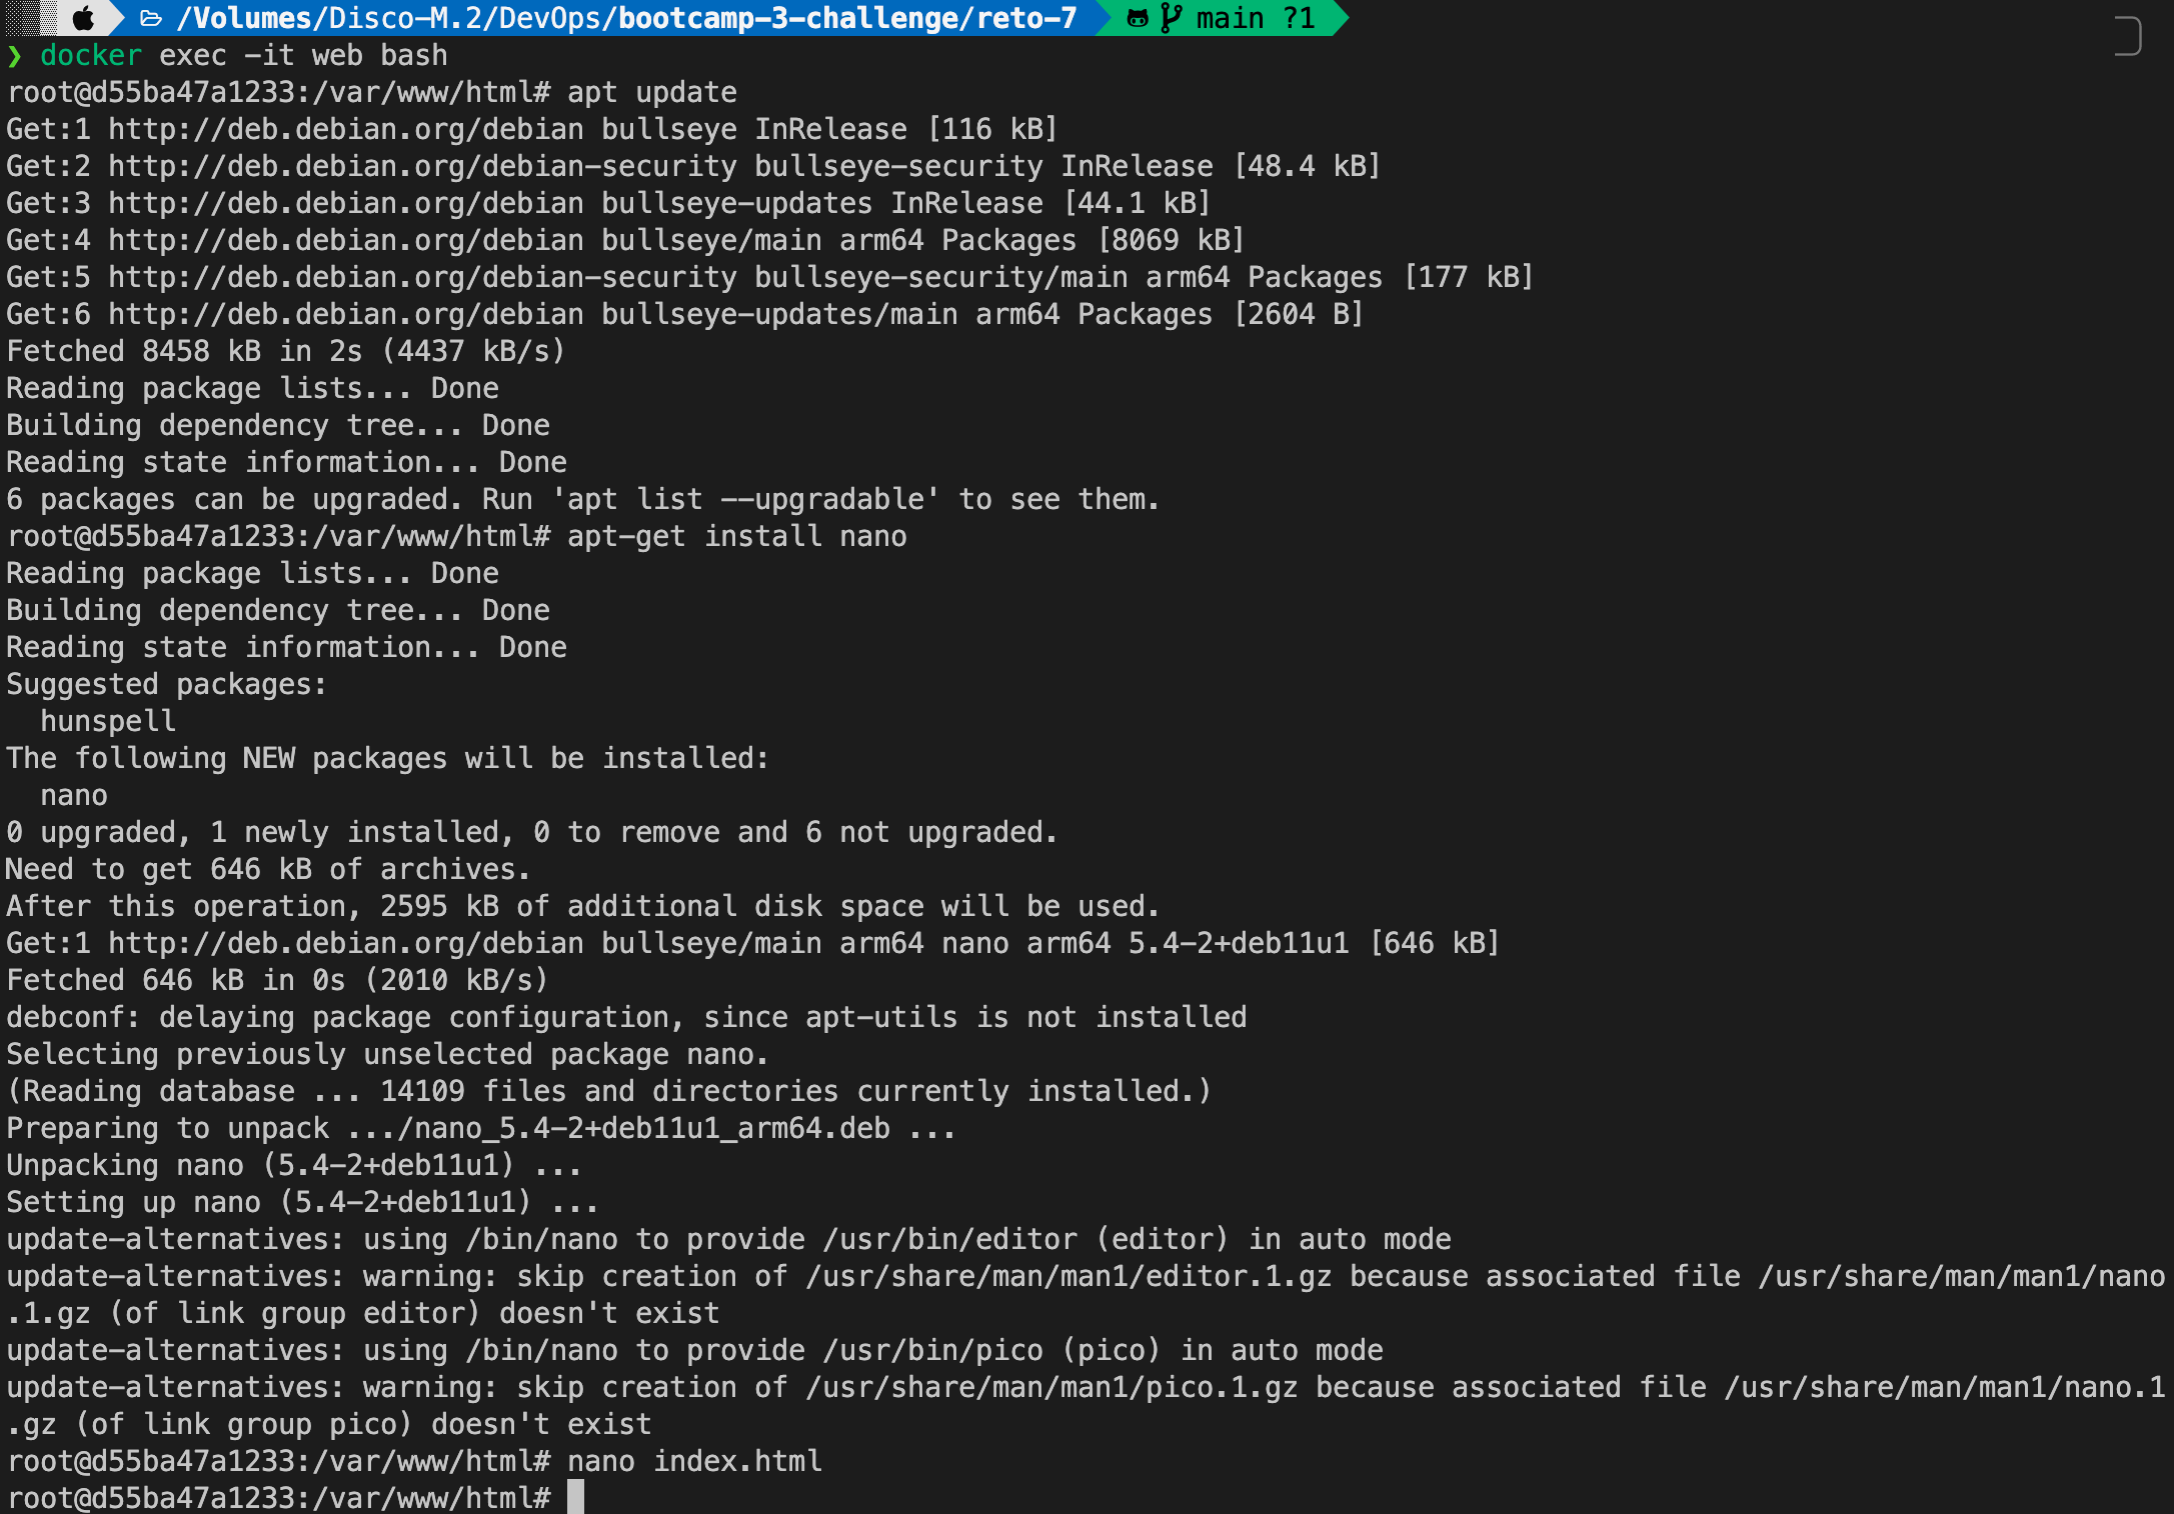 /Volumes/Disco-M.2/DevOps/bootcamp-3-challenge/reto-7 main ?1
❯ docker exec -it web bash
root@d55ba47a1233:/var/www/html# apt update
Get:1 http://deb.debian.org/debian bullseye InRelease [116 kB]
Get:2 http://deb.debian.org/debian-security bullseye-security InRelease [48.4 kB]
Get:3 http://deb.debian.org/debian bullseye-updates InRelease [44.1 kB]
Get:4 http://deb.debian.org/debian bullseye/main arm64 Packages [8069 kB]
Get:5 http://deb.debian.org/debian-security bullseye-security/main arm64 Packages [177 kB]
Get:6 http://deb.debian.org/debian bullseye-updates/main arm64 Packages [2604 B]
Fetched 8458 kB in 2s (4437 kB/s)
Reading package lists... Done
Building dependency tree... Done
Reading state information... Done
6 packages can be upgraded. Run 'apt list --upgradable' to see them.
root@d55ba47a1233:/var/www/html# apt-get install nano
Reading package lists... Done
Building dependency tree... Done
Reading state information... Done
Suggested packages:
  hunspell
The following NEW packages will be installed:
  nano
0 upgraded, 1 newly installed, 0 to remove and 6 not upgraded.
Need to get 646 kB of archives.
After this operation, 2595 kB of additional disk space will be used.
Get:1 http://deb.debian.org/debian bullseye/main arm64 nano arm64 5.4-2+deb11u1 [646 kB]
Fetched 646 kB in 0s (2010 kB/s)
debconf: delaying package configuration, since apt-utils is not installed
Selecting previously unselected package nano.
(Reading database ... 14109 files and directories currently installed.)
Preparing to unpack .../nano_5.4-2+deb11u1_arm64.deb ...
Unpacking nano (5.4-2+deb11u1) ...
Setting up nano (5.4-2+deb11u1) ...
update-alternatives: using /bin/nano to provide /usr/bin/editor (editor) in auto mode
update-alternatives: warning: skip creation of /usr/share/man/man1/editor.1.gz because associated file /usr/share/man/man1/nano
.1.gz (of link group editor) doesn't exist
update-alternatives: using /bin/nano to provide /usr/bin/pico (pico) in auto mode
update-alternatives: warning: skip creation of /usr/share/man/man1/pico.1.gz because associated file /usr/share/man/man1/nano.1
.gz (of link group pico) doesn't exist
root@d55ba47a1233:/var/www/html# nano index.html
root@d55ba47a1233:/var/www/html#